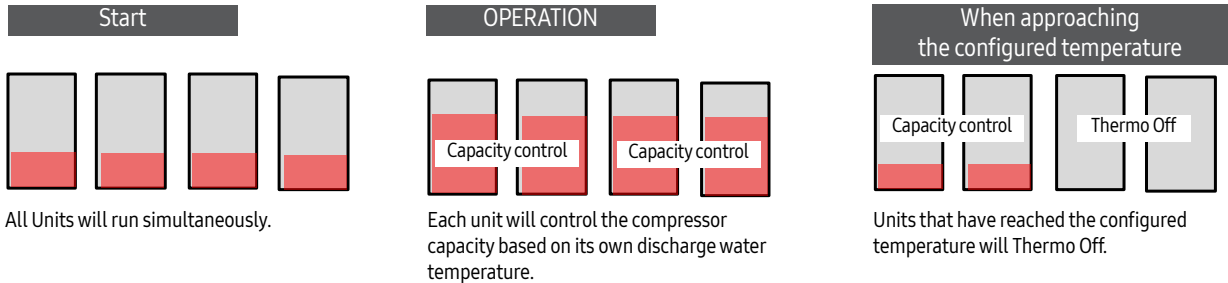 Start
All Units will run simultaneously.
OPERATION
Capacity control
Capacity control
Each unit will control the compressor
capacity based on its own discharge water
temperature.
When approaching
the configured temperature
Capacity control
Thermo Off
Units that have reached the configured
temperature will Thermo Off.